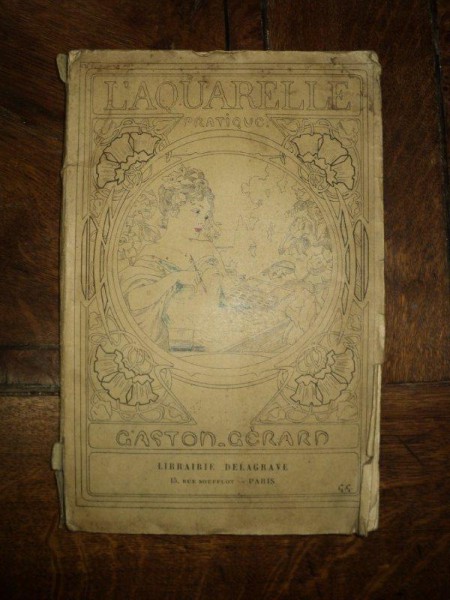 L'AQUARELLE
PRATIQUE
GASTON-GÉRARD
LIBRAIRIE DELAGRAVE
15, RUE SOUFFLOT — PARIS
GG